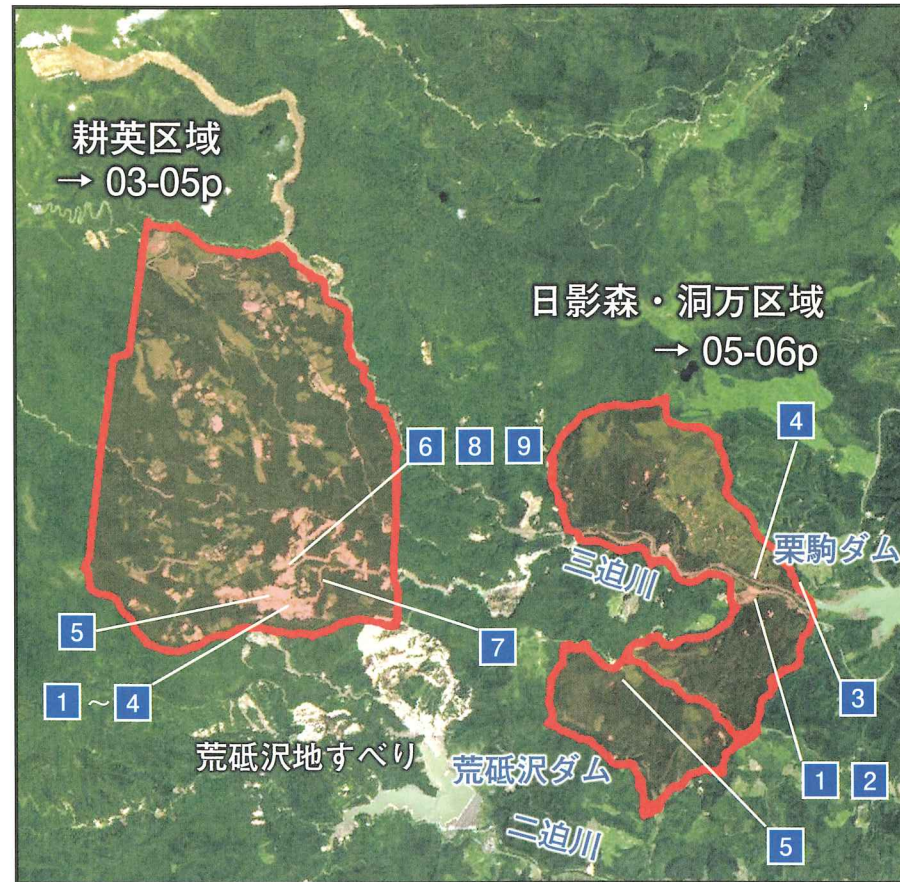 耕英区域
→ 03-05p
日影森・洞万区域
→ 05-06p
4
6 8 9
栗駒ダム
三迫川
5
7
1 ~ 4
3
荒砥沢地すべり
荒砥沢ダム
1 2
二迫川
5